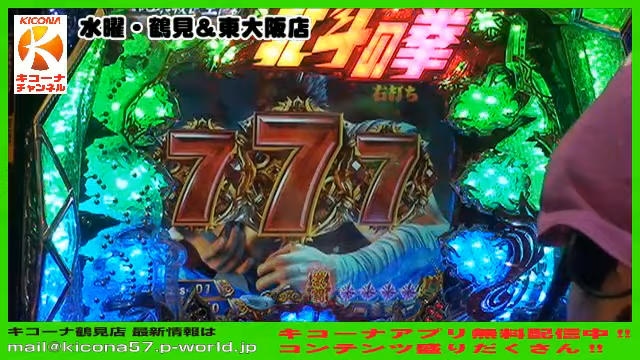 KICONA
キコーナ
チャンネル
水曜・鶴見&東大阪店
北斗の拳
右打ち
777
s.07
0
キコーナ鶴見店 最新情報は
mail@kicona57.p-world.jp
キコーナアプリ無料配信中!!
コンテンツ盛りだくさん!!